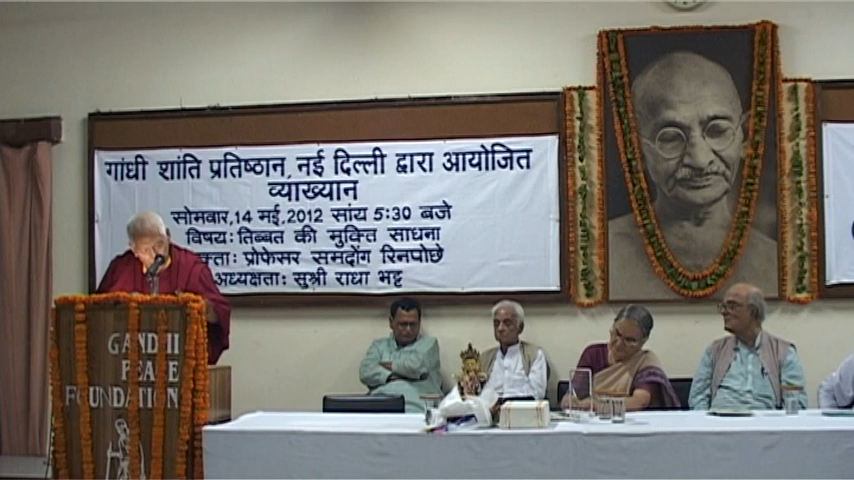 गांधी शांति प्रतिष्ठान, नई दिल्ली द्वारा आयोजित
व्याख्यान
सोमवार, 14 मई, 2012 सांय 5:30 बजे
विषय: तिब्बत की मुक्ति साधना
प्रोफेसर समदोंग रिनपोछे
अध्यक्षता: सुश्री राधा भट्ट
GANDHI
PEACE
FOUNDATION